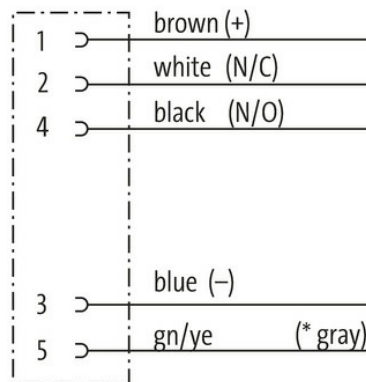 1 brown (+)
2 white (N/C)
4 black (N/O)
3 blue (–)
5 gn/ye (* gray)